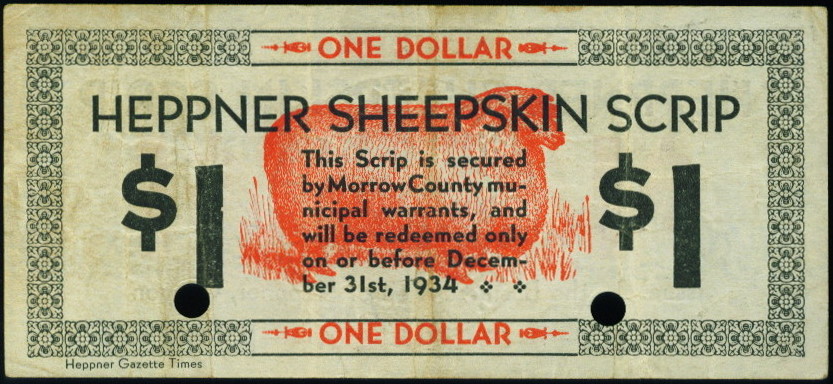 ONE DOLLAR
HEPPNER SHEEPSKIN SCRIP
$1
This Scrip is secured
by Morrow County mu-
nicipal warrants, and
will be redeemed only
on or before Decem-
ber 31st, 1934
$1
ONE DOLLAR
Heppner Gazette Times